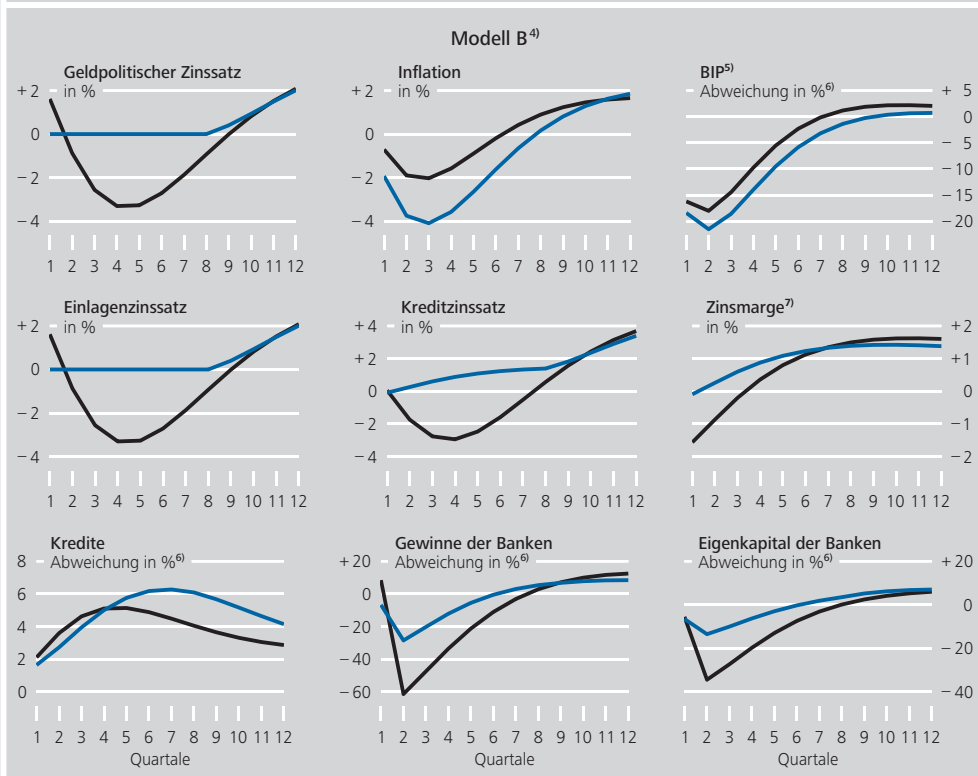 Modell B⁴⁾
Geldpolitischer Zinssatz
in %
+ 2
0
− 2
− 4
1 2 3 4 5 6 7 8 9 10 11 12
Inflation
in %
+ 2
0
− 2
− 4
1 2 3 4 5 6 7 8 9 10 11 12
BIP⁵⁾
Abweichung in %⁶⁾
+ 5
0
− 5
− 10
− 15
− 20
1 2 3 4 5 6 7 8 9 10 11 12
Einlagenzinssatz
in %
+ 2
0
− 2
− 4
1 2 3 4 5 6 7 8 9 10 11 12
Kreditzinssatz
in %
+ 4
+ 2
0
− 2
− 4
1 2 3 4 5 6 7 8 9 10 11 12
Zinsmarge⁷⁾
in %
+ 2
+ 1
0
− 1
− 2
1 2 3 4 5 6 7 8 9 10 11 12
Kredite
Abweichung in %⁶⁾
8
6
4
2
0
1 2 3 4 5 6 7 8 9 10 11 12
Quartale
Gewinne der Banken
Abweichung in %⁶⁾
+ 20
0
− 20
− 40
− 60
1 2 3 4 5 6 7 8 9 10 11 12
Quartale
Eigenkapital der Banken
Abweichung in %⁶⁾
+ 20
0
− 20
− 40
1 2 3 4 5 6 7 8 9 10 11 12
Quartale